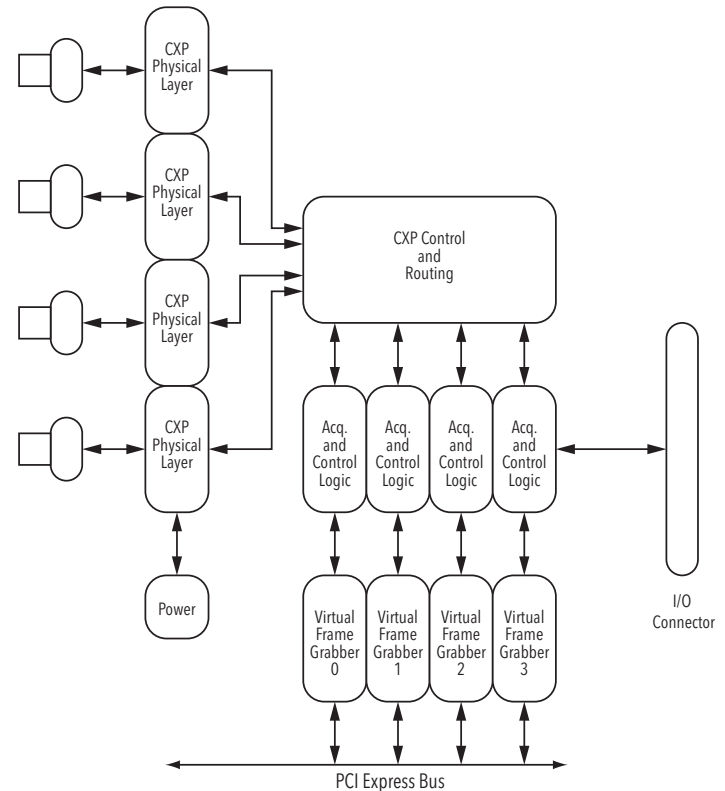 CXP
Physical
Layer
CXP
Physical
Layer
CXP
Physical
Layer
CXP
Physical
Layer
Power
CXP Control
and
Routing
Acq.
and
Control
Logic
Acq.
and
Control
Logic
Acq.
and
Control
Logic
Acq.
and
Control
Logic
Virtual
Frame
Grabber
0
Virtual
Frame
Grabber
1
Virtual
Frame
Grabber
2
Virtual
Frame
Grabber
3
I/O
Connector
PCI Express Bus